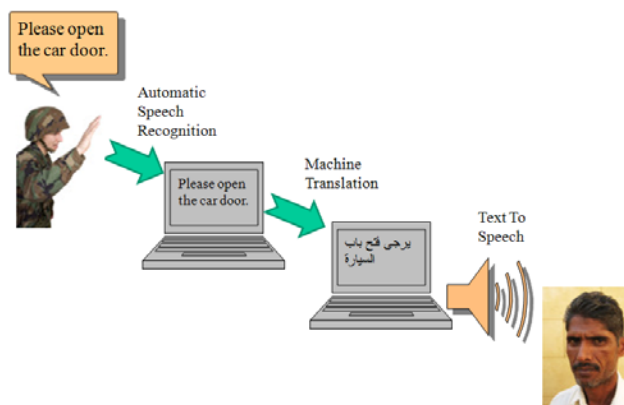 Please open
the car door.
Automatic
Speech
Recognition
Please open
the car door.
Machine
Translation
يرجى فتح باب
السيارة
Text To
Speech